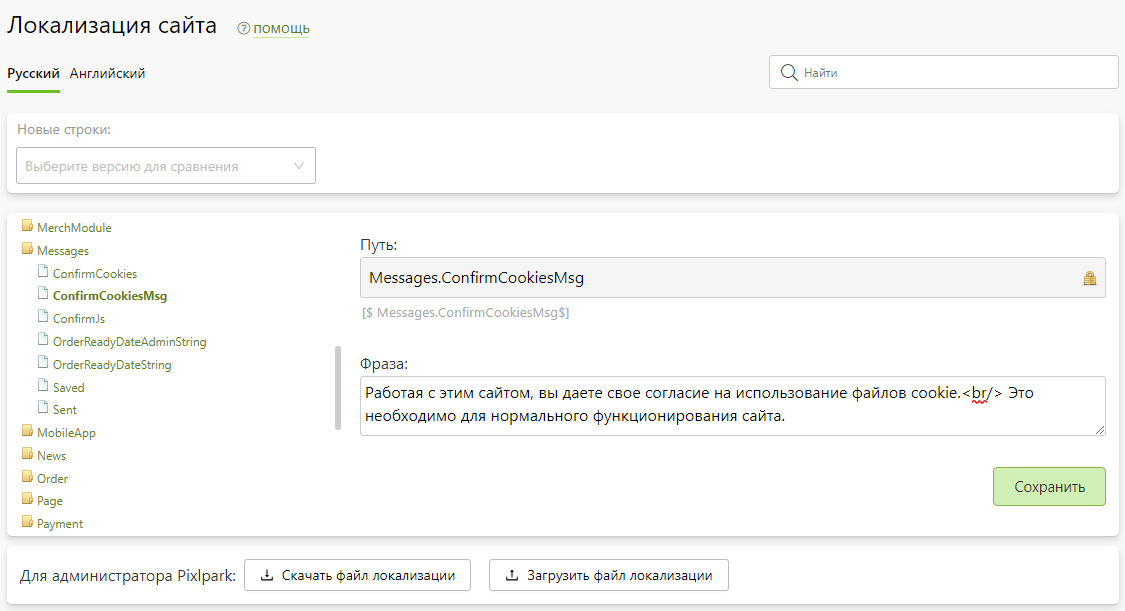 Локализация сайта
помощь
Русский Английский
Найти
Новые строки:
Выберите версию для сравнения
MerchModule
Messages
ConfirmCookies
ConfirmCookiesMsg
ConfirmJs
OrderReadyDateAdminString
OrderReadyDateString
Saved
Sent
MobileApp
News
Order
Page
Payment
Путь:
Messages.ConfirmCookiesMsg
[$ Messages.ConfirmCookiesMsg$]
Фраза:
Работая с этим сайтом, вы даете свое согласие на использование файлов cookie.<br/> Это
необходимо для нормального функционирования сайта.
Сохранить
Для администратора Pixlpark: Скачать файл локализации Загрузить файл локализации